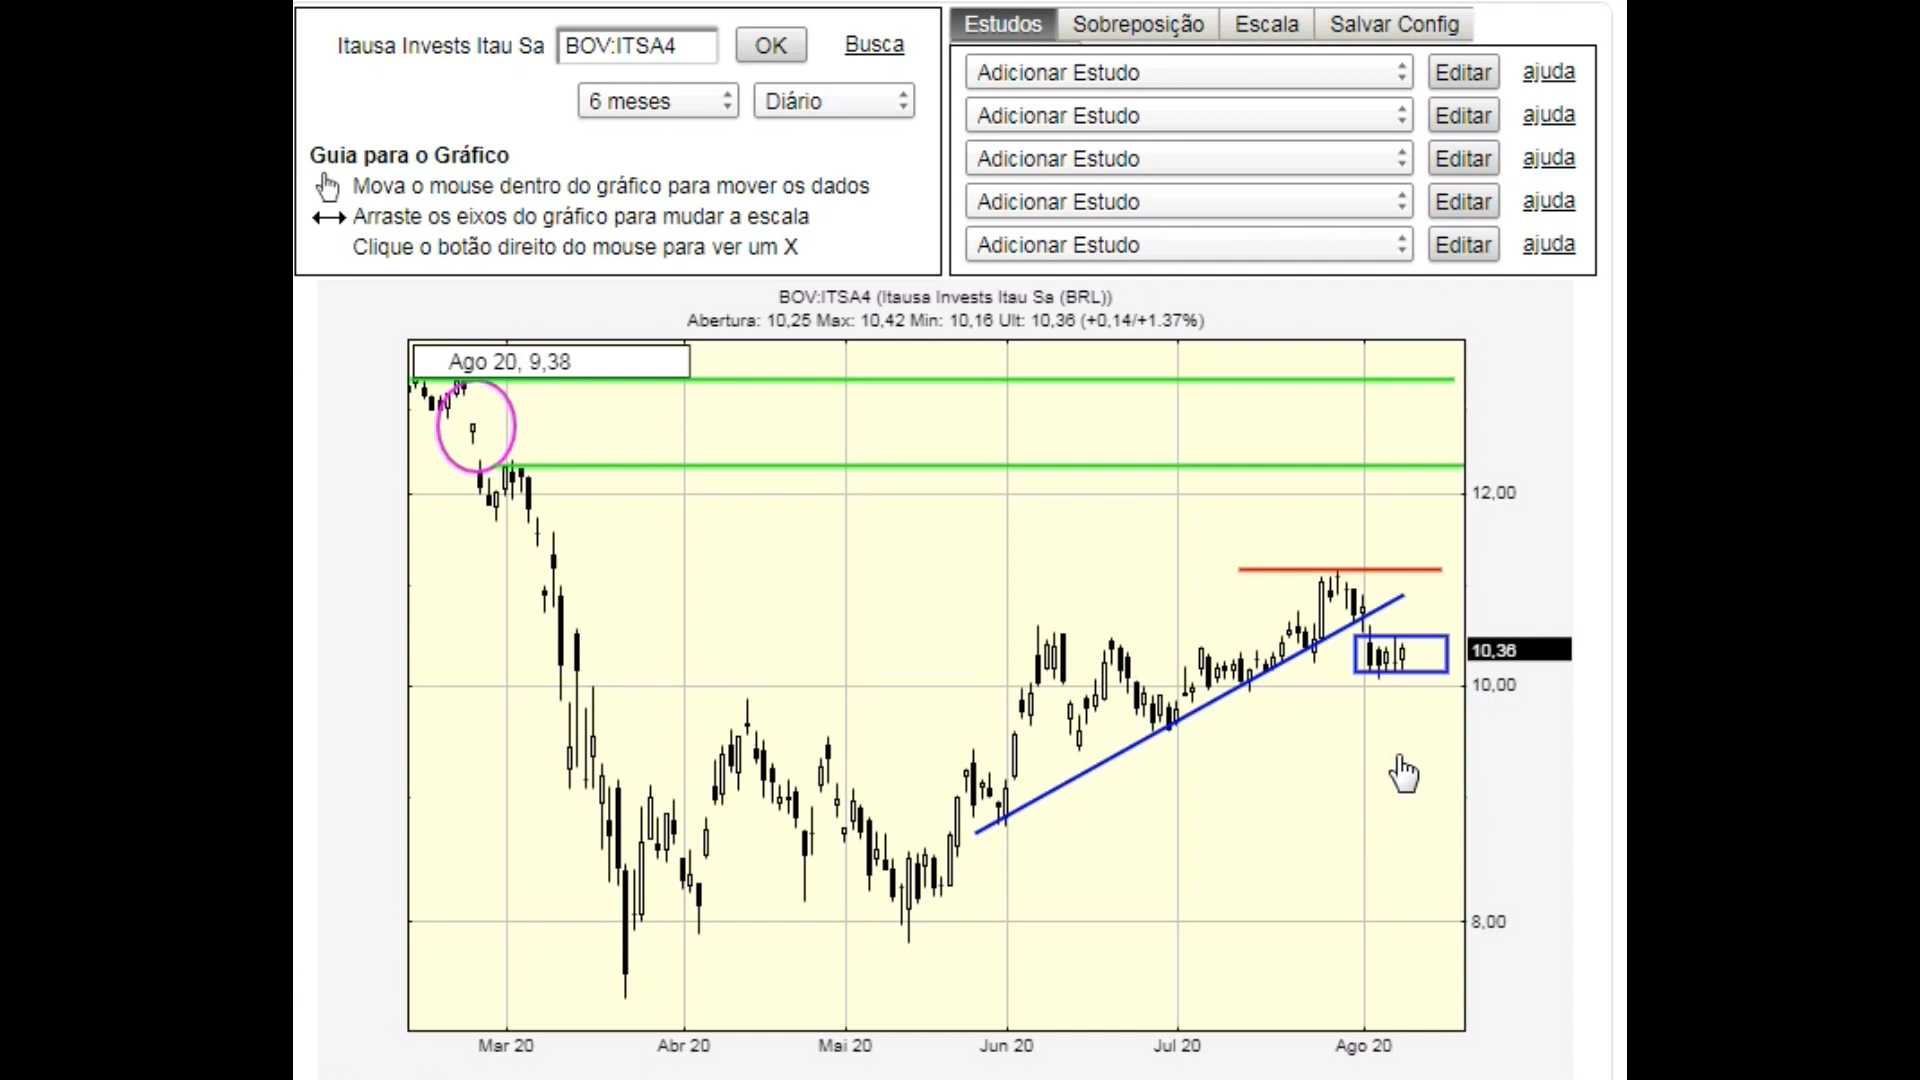 Itausa Invests Itau Sa BOV:ITSA4 OK Busca
6 meses Diário
Guia para o Gráfico
Mova o mouse dentro do gráfico para mover os dados
Arraste os eixos do gráfico para mudar a escala
Clique o botão direito do mouse para ver um X
Estudos Sobreposição Escala Salvar Config
Adicionar Estudo Editar ajuda
Adicionar Estudo Editar ajuda
Adicionar Estudo Editar ajuda
Adicionar Estudo Editar ajuda
Adicionar Estudo Editar ajuda
BOV:ITSA4 (Itausa Invests Itau Sa (BRL))
Abertura: 10,25 Max: 10,42 Min: 10,16 Ult: 10,36 (+0,14/+1.37%)
Ago 20, 9,38
12,00
10,36
10,00
8,00
Mar 20 Abr 20 Mai 20 Jun 20 Jul 20 Ago 20